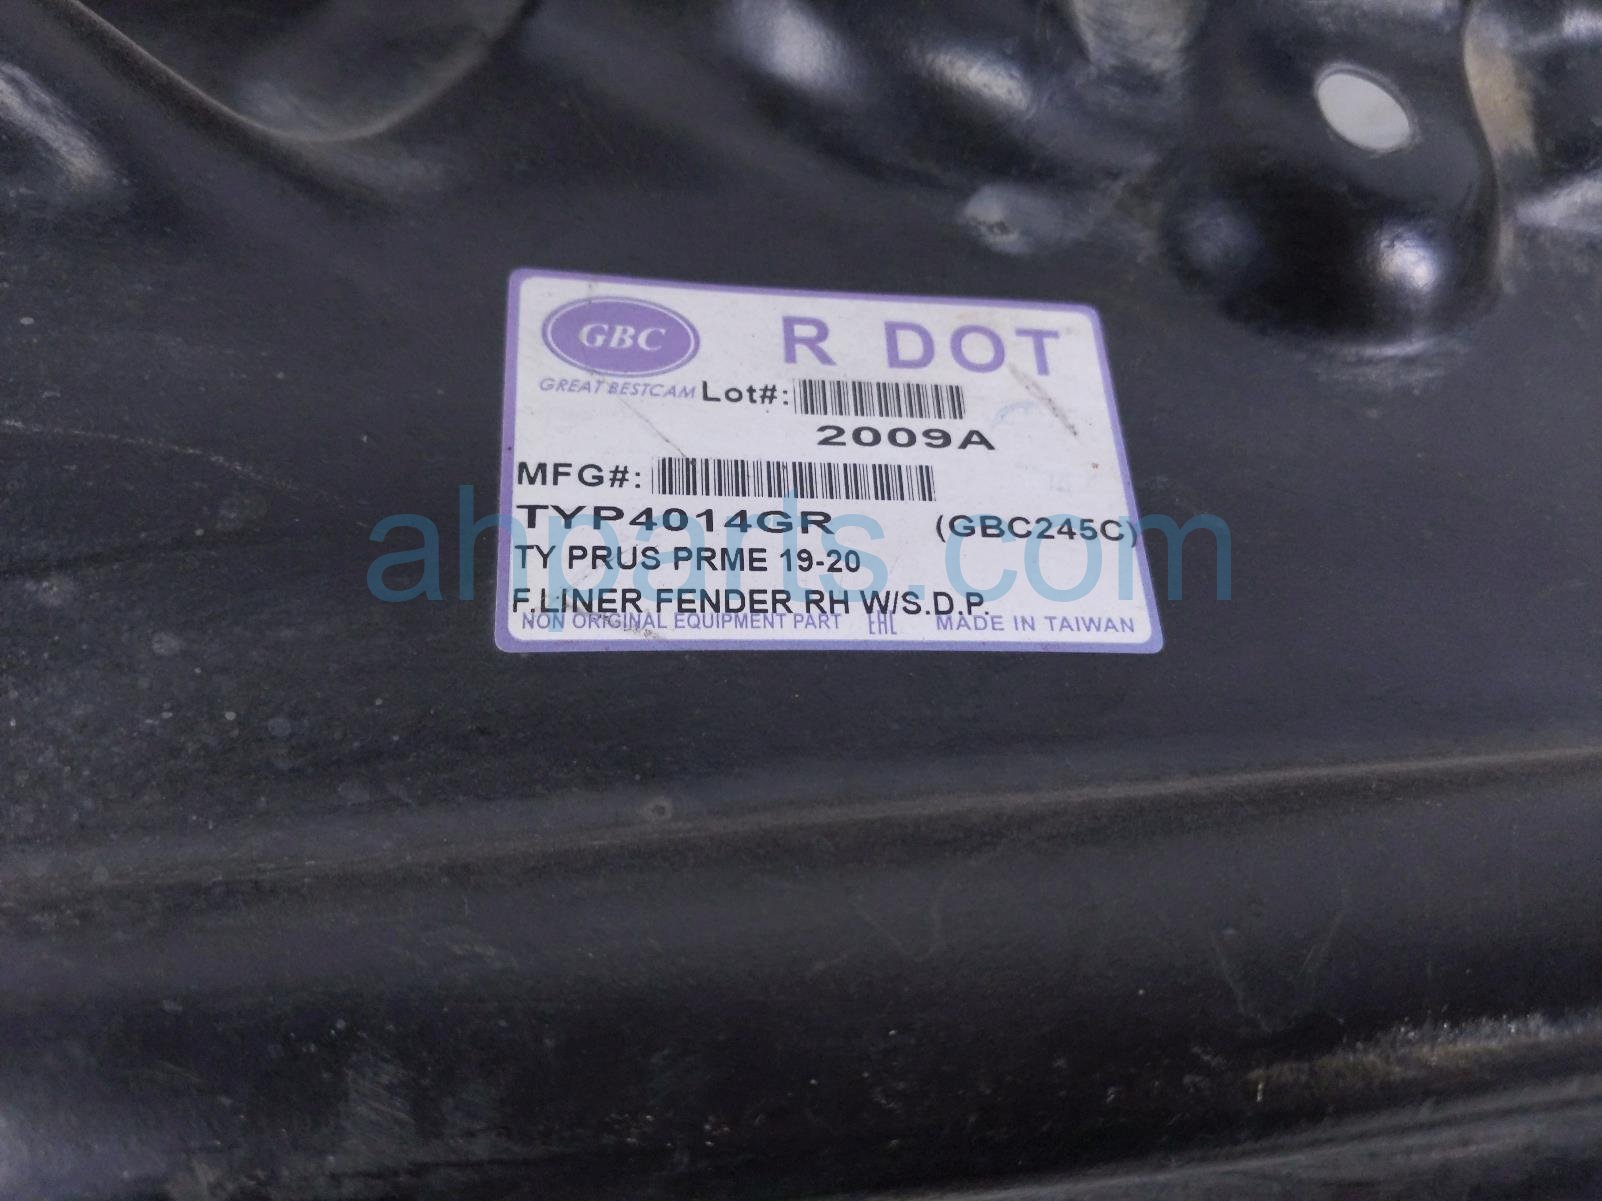 GBC
R DOT
GREAT BESTCAM
Lot#:
2009A
MFG#:
TYP4014GR (GBC245C)
TY PRUS PRME 19-20
F.LINER FENDER RH W/S.D.P.
NON ORIGINAL EQUIPMENT PART EAC MADE IN TAIWAN
ahparts.com